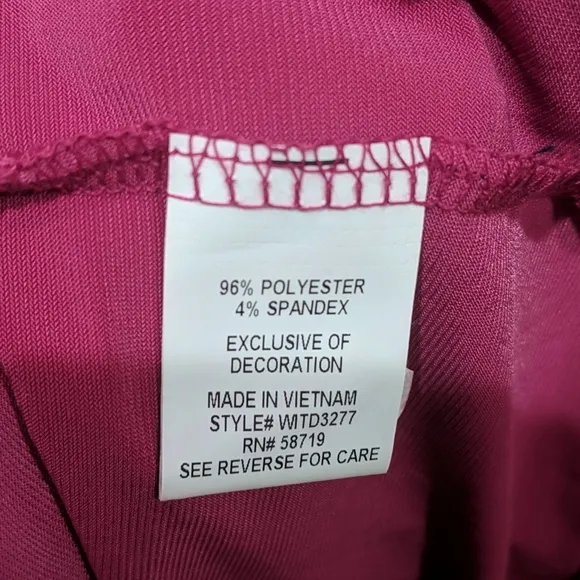 96% POLYESTER
4% SPANDEX
EXCLUSIVE OF
DECORATION
MADE IN VIETNAM
STYLE# WITD3277
RN# 58719
SEE REVERSE FOR CARE